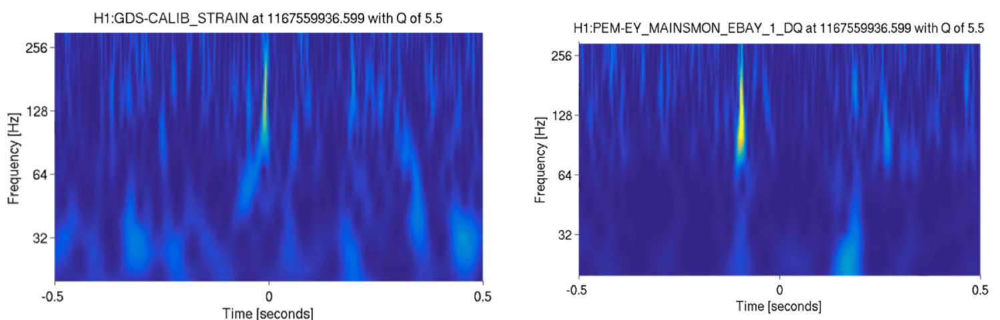 H1:GDS-CALIB_STRAIN at 1167559936.599 with Q of 5.5
Frequency [Hz]
256
128
64
32
-0.5
0
0.5
Time [seconds]
H1:PEM-EY_MAINSMON_EBAY_1_DQ at 1167559936.599 with Q of 5.5
Frequency [Hz]
256
128
64
32
-0.5
0
0.5
Time [seconds]